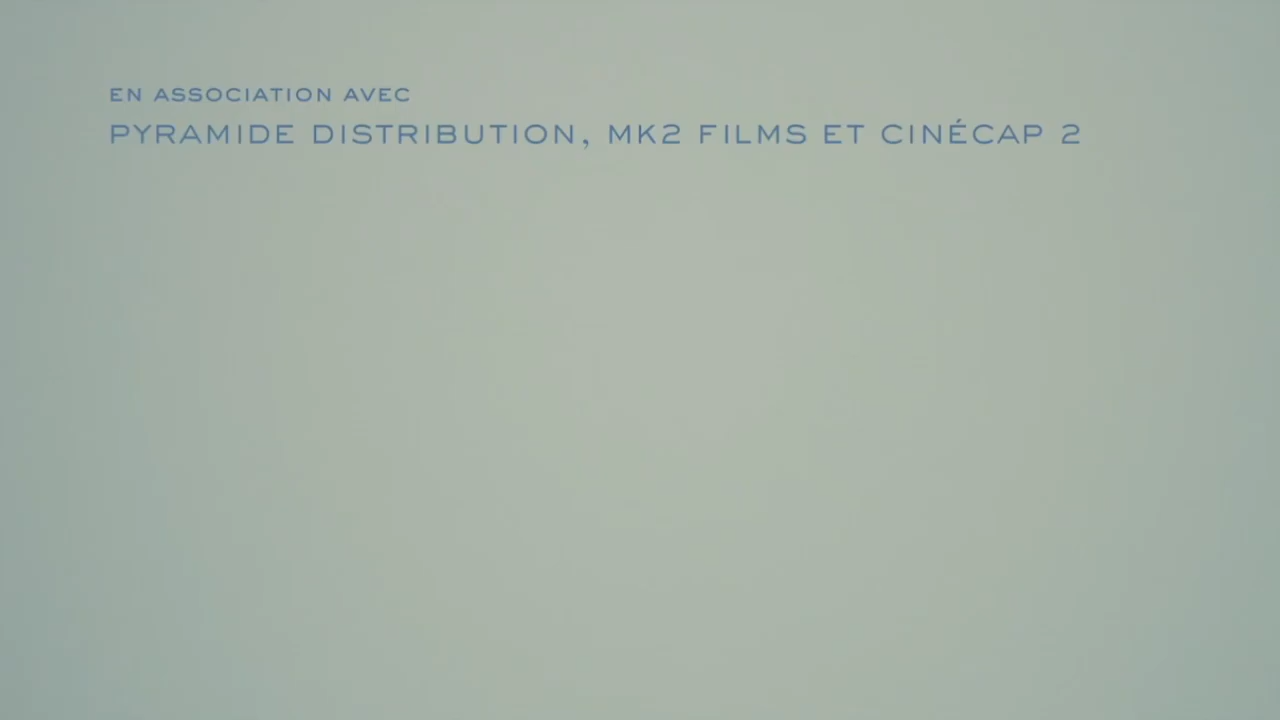 EN ASSOCIATION AVEC
PYRAMIDE DISTRIBUTION, MK2 FILMS ET CINÉCAP 2